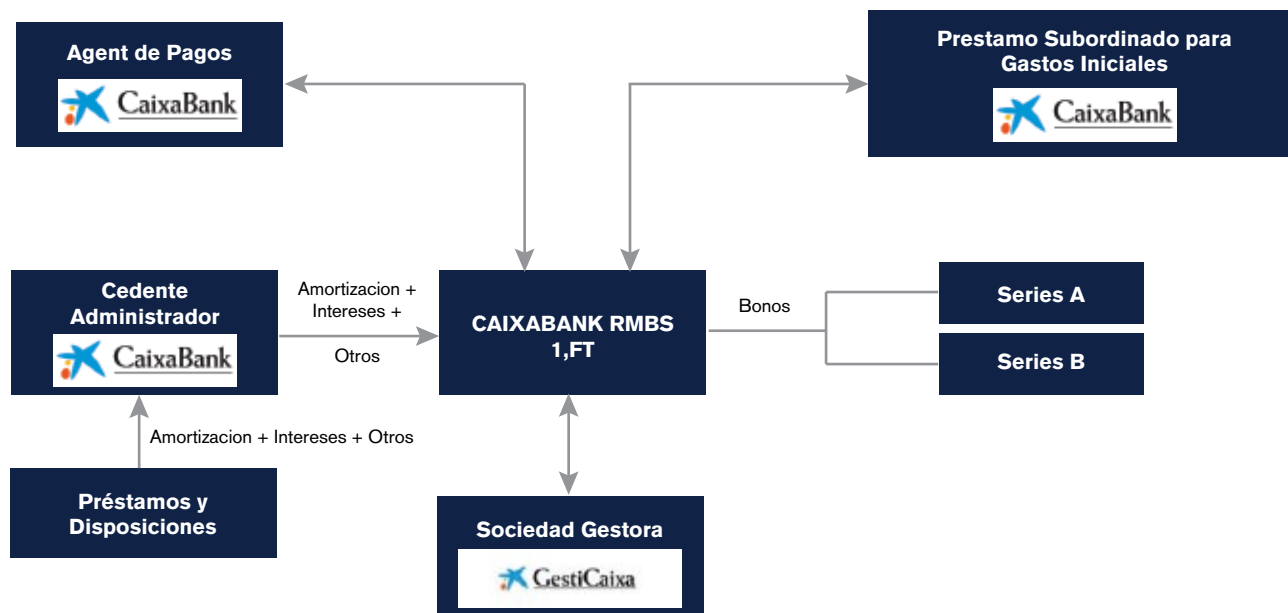 Agent de Pagos
CaixaBank
Prestamo Subordinado para
Gastos Iniciales
CaixaBank
Cedente
Administrador
CaixaBank
Amortizacion +
Intereses +
Otros
CAIXABANK RMBS
1,FT
Bonos
Series A
Series B
Amortizacion + Intereses + Otros
Préstamos y
Disposiciones
Sociedad Gestora
GestiCaixa